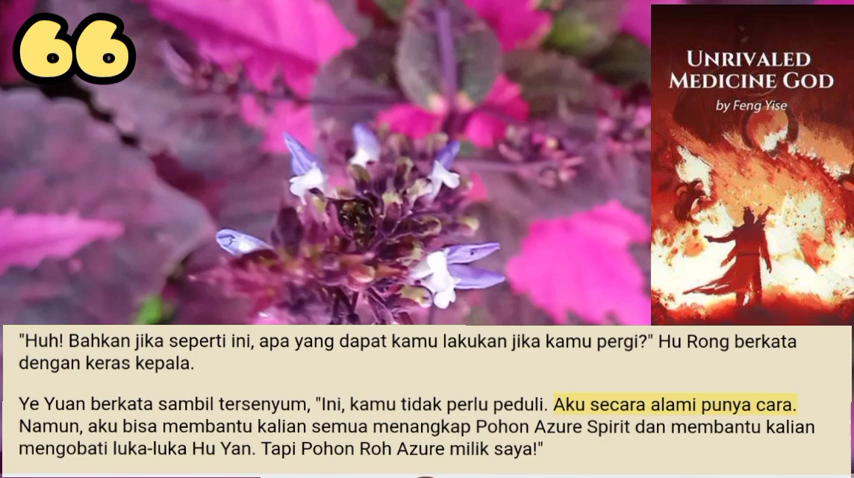 66
UNRIVALED
MEDICINE GOD
by Feng Yise
"Huh! Bahkan jika seperti ini, apa yang dapat kamu lakukan jika kamu pergi?" Hu Rong berkata
dengan keras kepala.
Ye Yuan berkata sambil tersenyum, "Ini, kamu tidak perlu peduli. Aku secara alami punya cara.
Namun, aku bisa membantu kalian semua menangkap Pohon Azure Spirit dan membantu kalian
mengobati luka-luka Hu Yan. Tapi Pohon Roh Azure milik saya!"